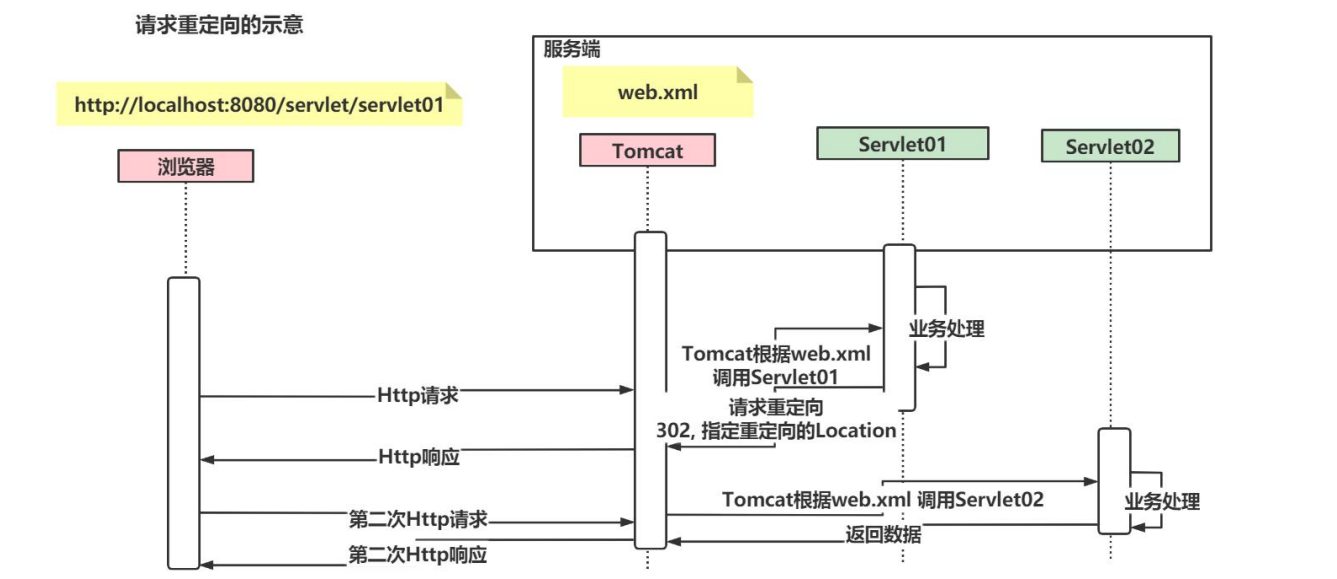 请求重定向的示意
服务端
http://localhost:8080/servlet/servlet01
web.xml
浏览器
Tomcat
Servlet01
Servlet02
业务处理
Tomcat根据web.xml
调用Servlet01
Http请求
请求重定向
302, 指定重定向的Location
Http响应
Tomcat根据web.xml 调用Servlet02
业务处理
第二次Http请求
返回数据
第二次Http响应